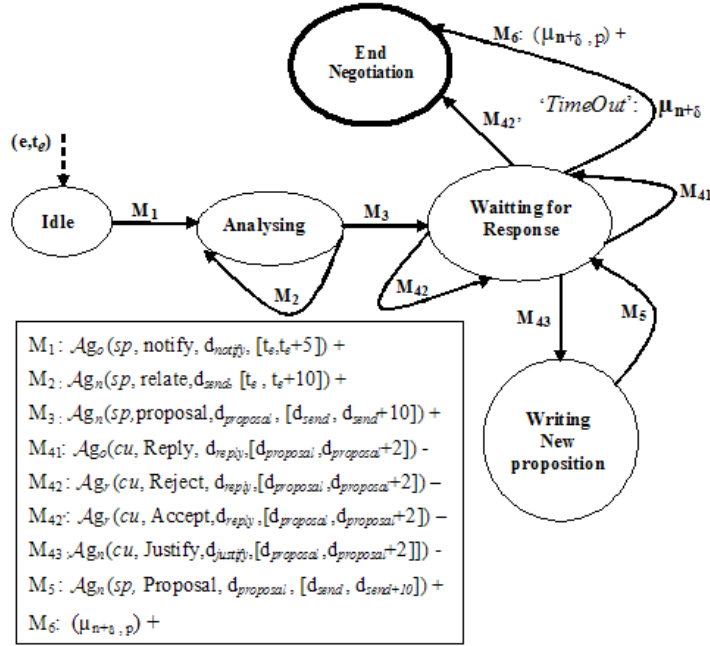 M6: (μn+δ , p) +
End
Negotiation
‘TimeOut’: μn+δ
M42’
(e,te)
M41
Idle
M1
Analysing
M3
Waitting for
Response
M2
M42
M43
M5
Writing
New
proposition
M1: Ago(sp, notify, dnotify, [te,te+5]) +
M2 : Agn(sp, relate,dsend, [te , te+10]) +
M3 : Agn(sp,proposal,dproposal , [dsend , dsend+10]) +
M41: Ago(cu, Reply, dreply,[dproposal ,dproposal+2]) -
M42: Agr(cu, Reject, dreply,[dproposal ,dproposal+2]) –
M42’: Agr(cu, Accept,dreply ,[dproposal ,dproposal+2]) –
M43 :Agn(cu, Justify,djustify,[dproposal ,dproposal+2]]) -
M5: Agn(sp, Proposal, dproposal , [dsend , dsend+10]) +
M6: (μn+δ , p) +